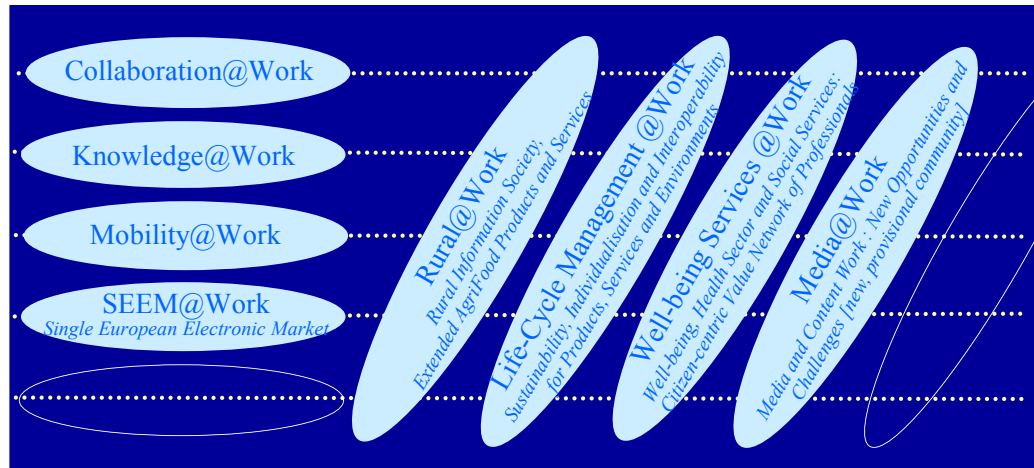 Collaboration@Work
Knowledge@Work
Mobility@Work
SEEM@Work
Single European Electronic Market
Rural@Work
Rural Information Society,
Extended AgriFood Products and Services
Life-Cycle Management @Work
Sustainability, Individualisation and Interoperability
for Products, Services and Environments
Well-being Services @Work
Well-being, Health Sector and Social Services:
Citizen-centric Value Network of Professionals
Media@Work
Media and Content Work : New Opportunities and
Challenges [new, provisional community]